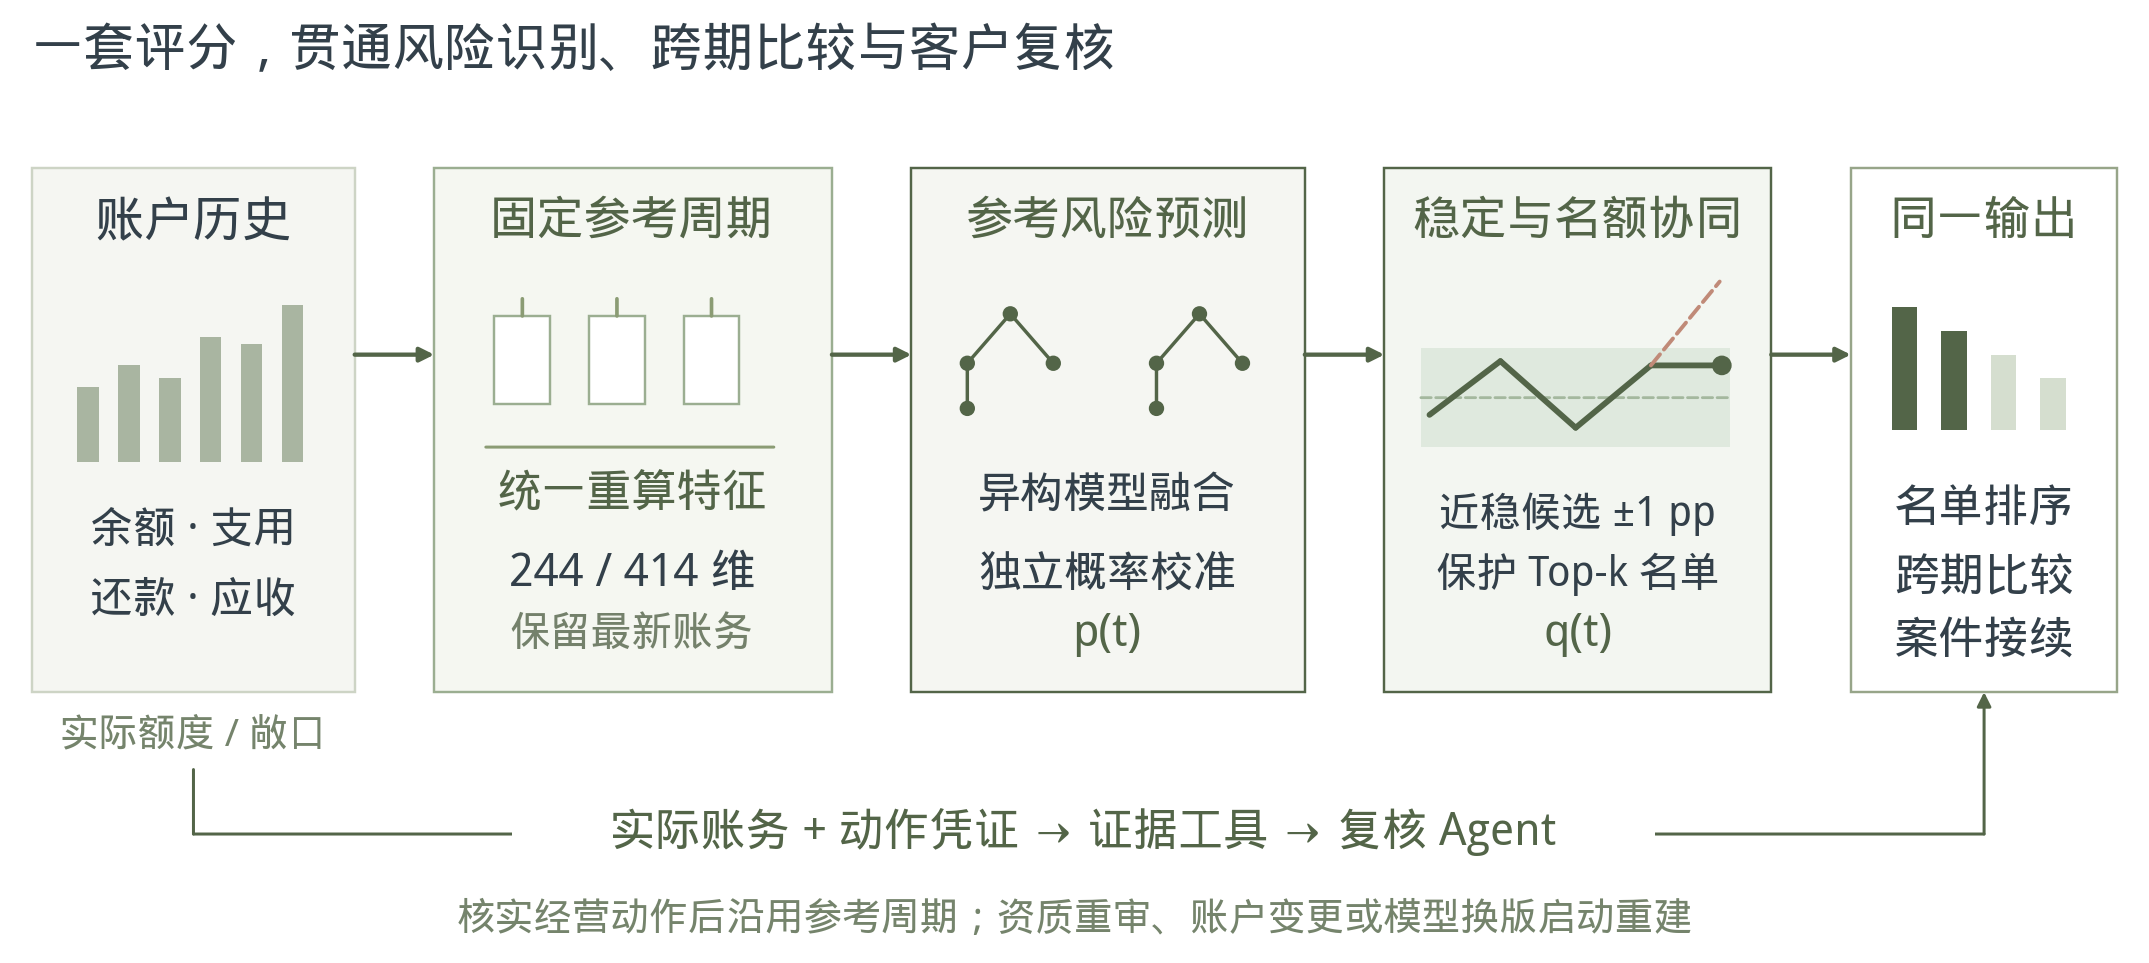 一套评分，贯通风险识别、跨期比较与客户复核
账户历史
余额 · 支用
还款 · 应收
实际额度 / 敞口
固定参考周期
统一重算特征
244 / 414 维
保留最新账务
参考风险预测
异构模型融合
独立概率校准
p(t)
稳定与名额协同
近稳候选 ±1 pp
保护 Top-k 名单
q(t)
同一输出
名单排序
跨期比较
案件接续
实际账务 + 动作凭证 → 证据工具 → 复核 Agent
核实经营动作后沿用参考周期；资质重审、账户变更或模型换版启动重建